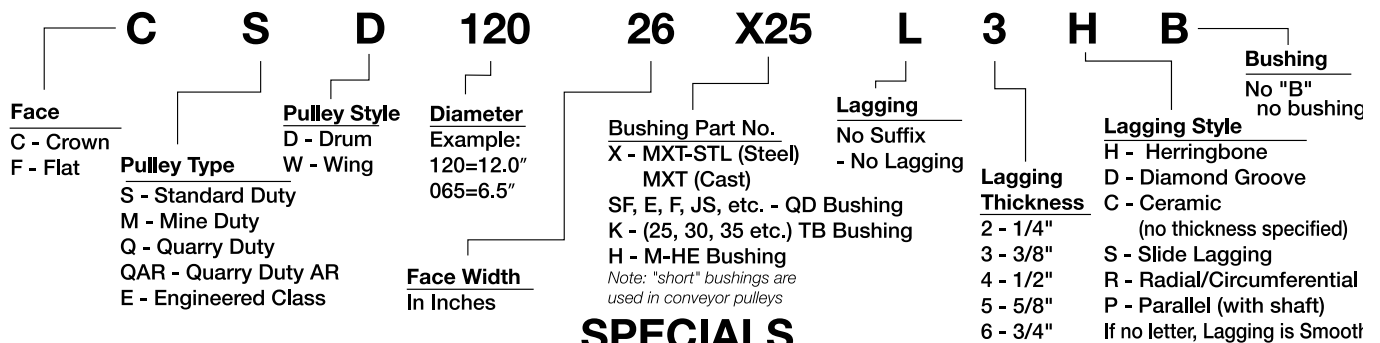 C S D 120 26 X25 L 3 H B
Face
C - Crown
F - Flat
Pulley Type
S - Standard Duty
M - Mine Duty
Q - Quarry Duty
QAR - Quarry Duty AR
E - Engineered Class
Pulley Style
D - Drum
W - Wing
Diameter
Example:
120=12.0″
065=6.5″
Face Width
In Inches
Bushing Part No.
X - MXT-STL (Steel)
MXT (Cast)
SF, E, F, JS, etc. - QD Bushing
K - (25, 30, 35 etc.) TB Bushing
H - M-HE Bushing
Note: "short" bushings are
used in conveyor pulleys
Lagging
No Suffix
- No Lagging
Lagging
Thickness
2 - 1/4"
3 - 3/8"
4 - 1/2"
5 - 5/8"
6 - 3/4"
Lagging Style
H - Herringbone
D - Diamond Groove
C - Ceramic
(no thickness specified)
S - Slide Lagging
R - Radial/Circumferential
P - Parallel (with shaft)
If no letter, Lagging is Smooth
Bushing
No "B"
no bushing
SPECIALS